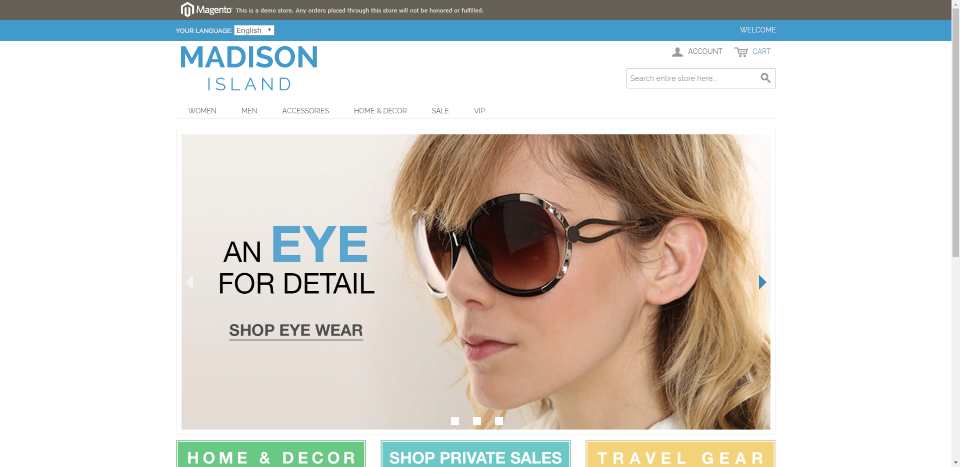 Magento This is a demo store. Any orders placed through this store will not be honored or fulfilled.
YOUR LANGUAGE: English WELCOME
MADISON
ISLAND
ACCOUNT CART
Search entire store here...
WOMEN MEN ACCESSORIES HOME & DECOR SALE VIP
AN EYE
FOR DETAIL
SHOP EYE WEAR
HOME & DECOR SHOP PRIVATE SALES TRAVEL GEAR